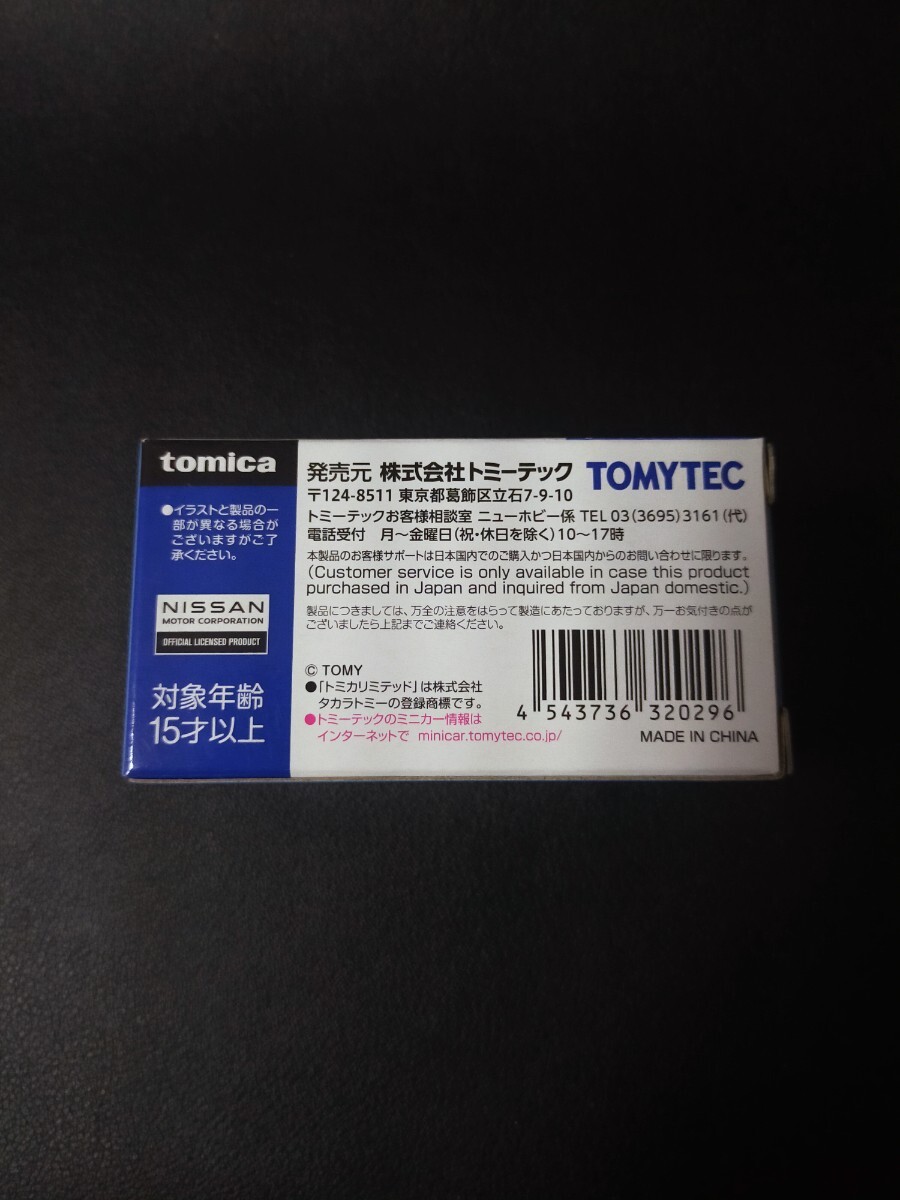 tomica
●イラストと製品の一
部が異なる場合が
ございますがご了
承ください。
NISSAN
MOTOR CORPORATION
OFFICIAL LICENSED PRODUCT
対象年齢
15才以上
発売元 株式会社トミーテック TOMYTEC
〒124-8511 東京都葛飾区立石7-9-10
トミーテックお客様相談室 ニューホビー係 TEL 03(3695)3161(代)
電話受付 月〜金曜日(祝・休日を除く)10〜17時
本製品のお客様サポートは日本国内でのご購入かつ日本国内からのお問い合わせに限ります。
(Customer service is only available in case this product
purchased in Japan and inquired from Japan domestic.)
製品につきましては、万全の注意をはらって製造にあたっておりますが、万一お気付きの点が
ございましたら上記までご連絡ください。
© TOMY
●「トミカリミテッド」は株式会社
タカラトミーの登録商標です。
●トミーテックのミニカー情報は
インターネットで minicar.tomytec.co.jp/
4 543736 320296
MADE IN CHINA